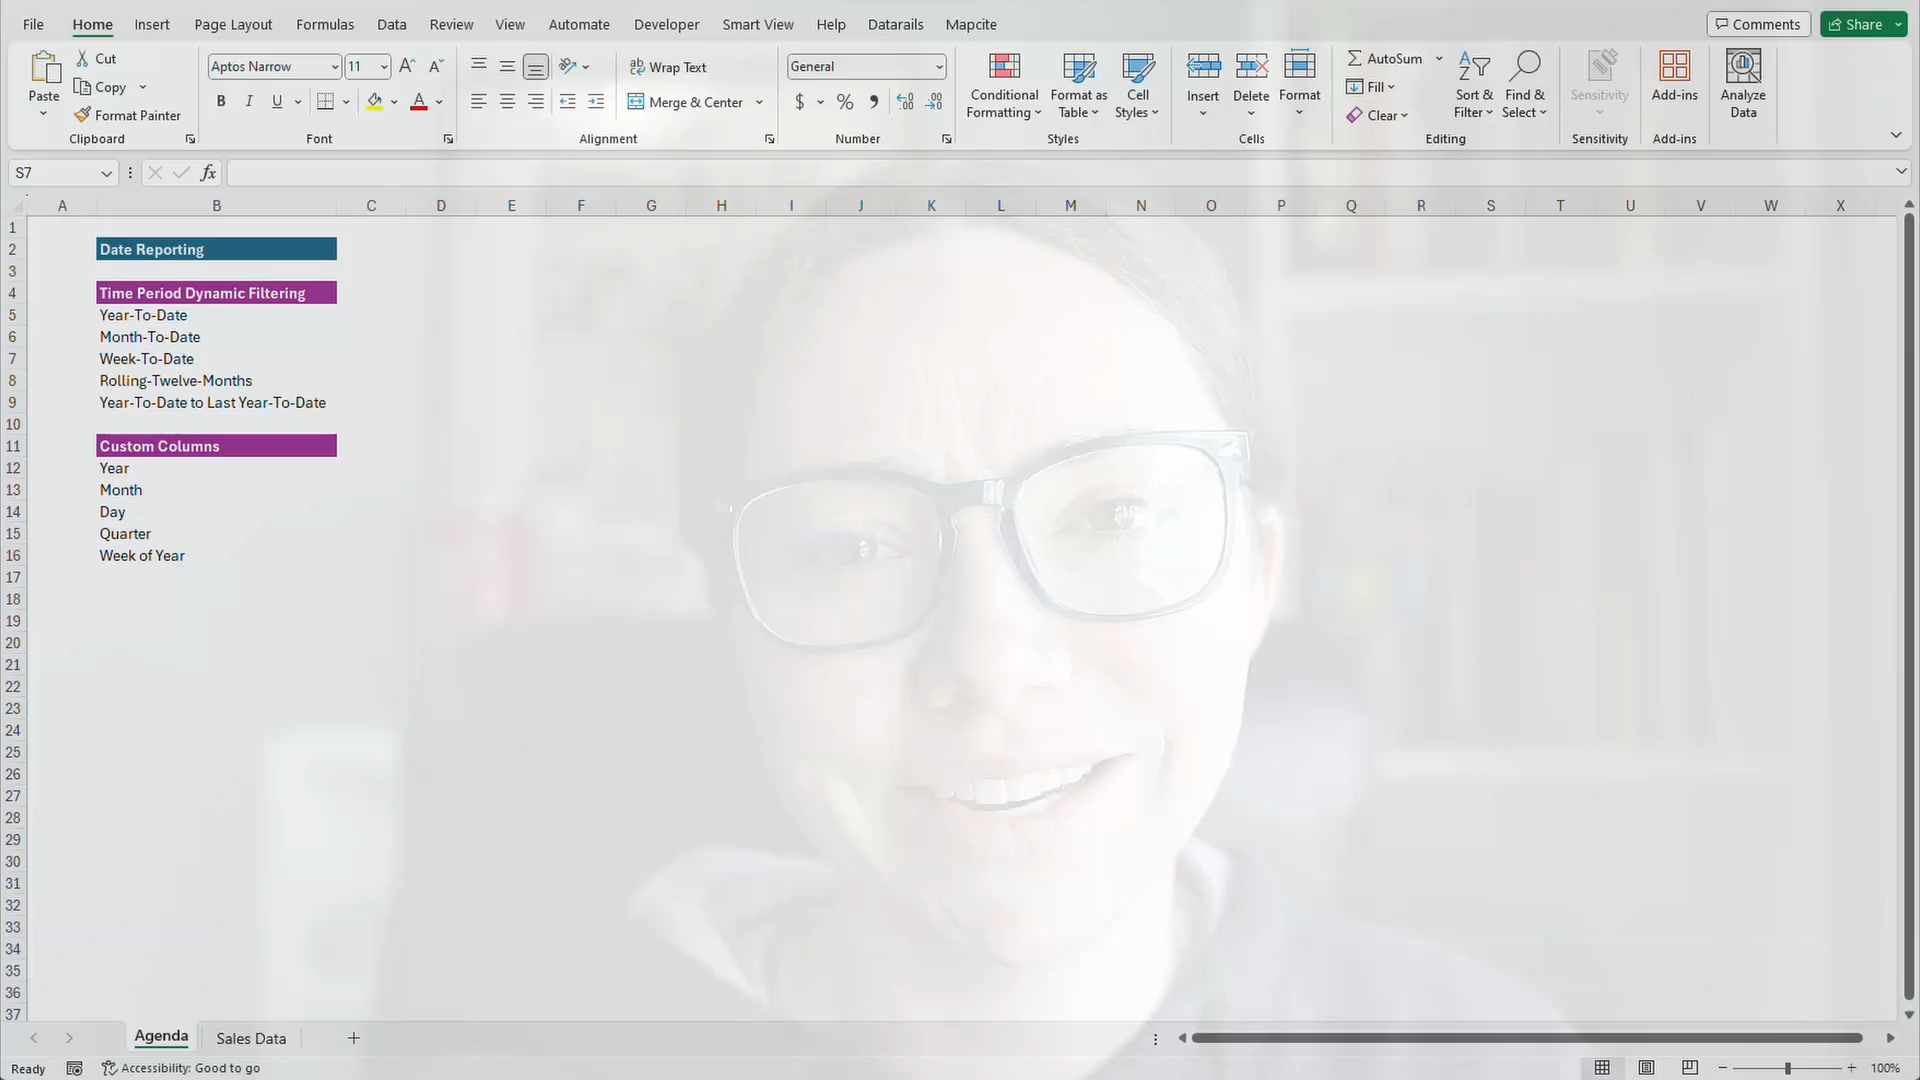 File Home Insert Page Layout Formulas Data Review View Automate Developer Smart View Help Datarails Mapcite Comments Share
Paste Cut Copy Format Painter Clipboard
Aptos Narrow 11 B I U A Font
Wrap Text Merge & Center Alignment
General $ % Number
Conditional Formatting Format as Table Cell Styles Styles
Insert Delete Format Cells
AutoSum Fill Clear Sort & Filter Find & Select Editing
Sensitivity Sensitivity
Add-ins Add-ins
Analyze Data
S7 fx
A B C D E F G H I J K L M N O P Q R S T U V W X
1
2 Date Reporting
3
4 Time Period Dynamic Filtering
5 Year-To-Date
6 Month-To-Date
7 Week-To-Date
8 Rolling-Twelve-Months
9 Year-To-Date to Last Year-To-Date
10
11 Custom Columns
12 Year
13 Month
14 Day
15 Quarter
16 Week of Year
17
18
19
20
21
22
23
24
25
26
27
28
29
30
31
32
33
34
35
36
37
Agenda Sales Data +
Ready Accessibility: Good to go 100%